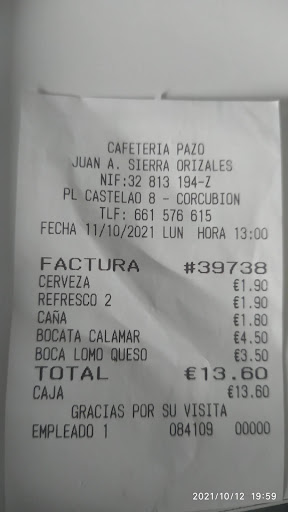 CAFETERIA PAZO
JUAN A. SIERRA ORIZALES
NIF:32 813 194-Z
PL CASTELAO 8 - CORCUBION
TLF: 661 576 615
FECHA 11/10/2021 LUN HORA 13:00
FACTURA #39738
CERVEZA €1.90
REFRESCO 2 €1.90
CAÑA €1.80
BOCATA CALAMAR €4.50
BOCA LOMO QUESO €3.50
TOTAL €13.60
CAJA €13.60
GRACIAS POR SU VISITA
EMPLEADO 1 084109 00000
2021/10/12 19:59